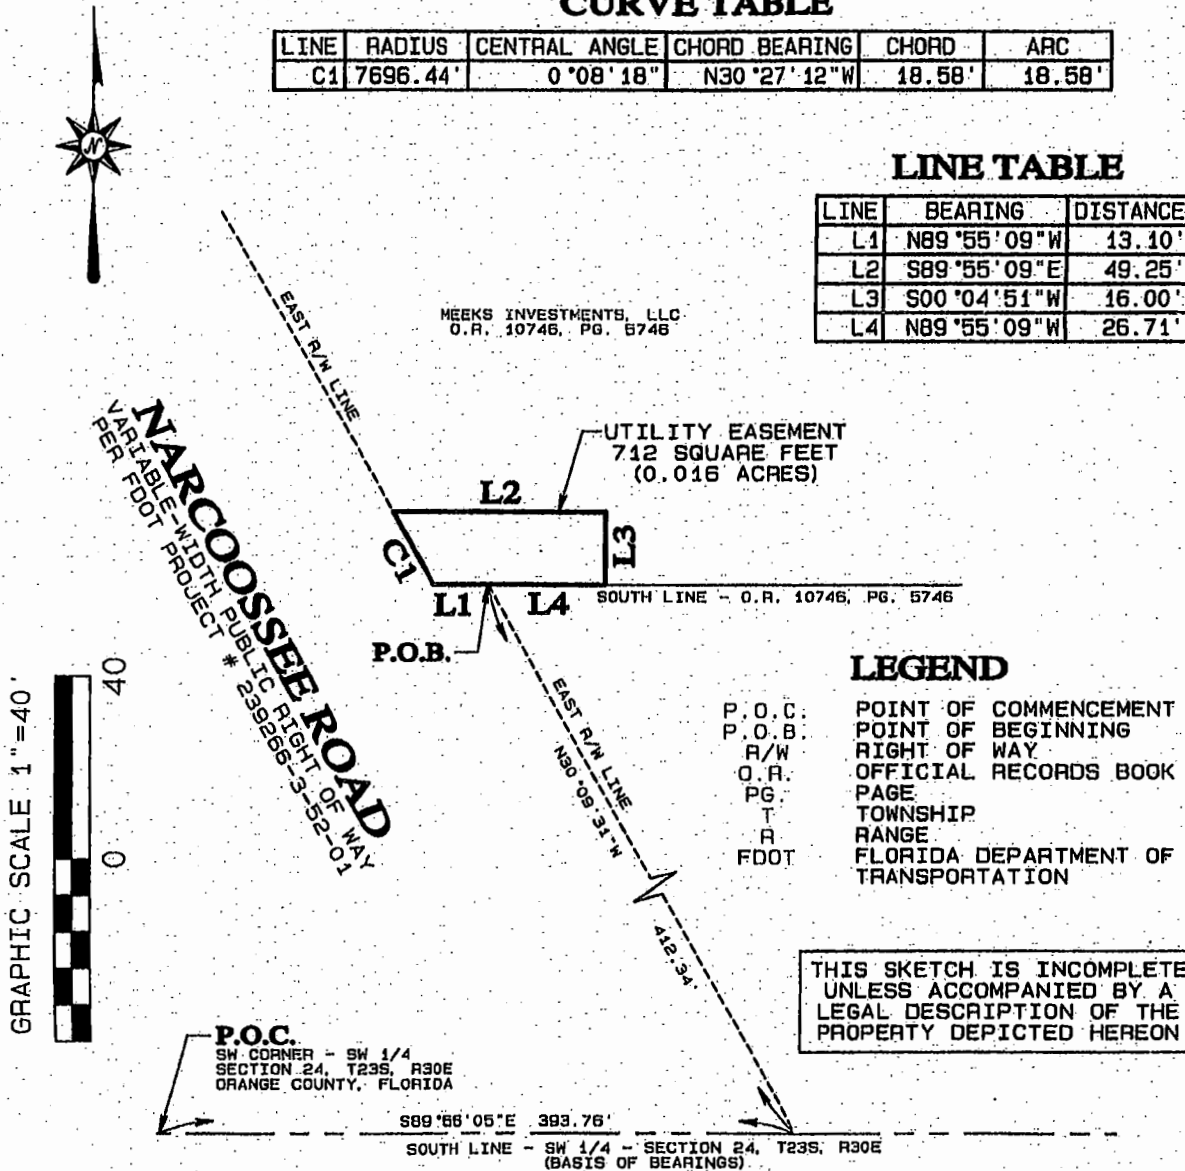 CURVE TABLE
LINE RADIUS CENTRAL ANGLE CHORD BEARING CHORD ARC
C1 7696.44' 0°08'18" N30°27'12"W 18.58' 18.58'
N
LINE TABLE
LINE BEARING DISTANCE
L1 N89°55'09"W 13.10'
L2 S89°55'09"E 49.25'
L3 S00°04'51"W 16.00'
L4 N89°55'09"W 26.71'
EAST R/W LINE
MEEKS INVESTMENTS, LLC
O.R. 10746, PG. 5746
UTILITY EASEMENT
712 SQUARE FEET
(0.016 ACRES)
NARCOOSSEE ROAD
VARIABLE-WIDTH PUBLIC RIGHT OF WAY
PER FDOT PROJECT # 239266-3-52-01
L2
C1
L3
L1
L4
SOUTH LINE - O.R. 10746, PG. 5746
P.O.B.
EAST R/W LINE
N30°09'31"W
412.34'
LEGEND
P.O.C. POINT OF COMMENCEMENT
P.O.B. POINT OF BEGINNING
R/W RIGHT OF WAY
O.R. OFFICIAL RECORDS BOOK
PG. PAGE
T TOWNSHIP
R RANGE
FDOT FLORIDA DEPARTMENT OF
TRANSPORTATION
GRAPHIC SCALE 1"=40'
40
0
THIS SKETCH IS INCOMPLETE
UNLESS ACCOMPANIED BY A
LEGAL DESCRIPTION OF THE
PROPERTY DEPICTED HEREON
P.O.C.
SW CORNER - SW 1/4
SECTION 24, T23S, R30E
ORANGE COUNTY, FLORIDA
S89°56'05"E 393.76'
SOUTH LINE - SW 1/4 - SECTION 24, T23S, R30E
(BASIS OF BEARINGS)